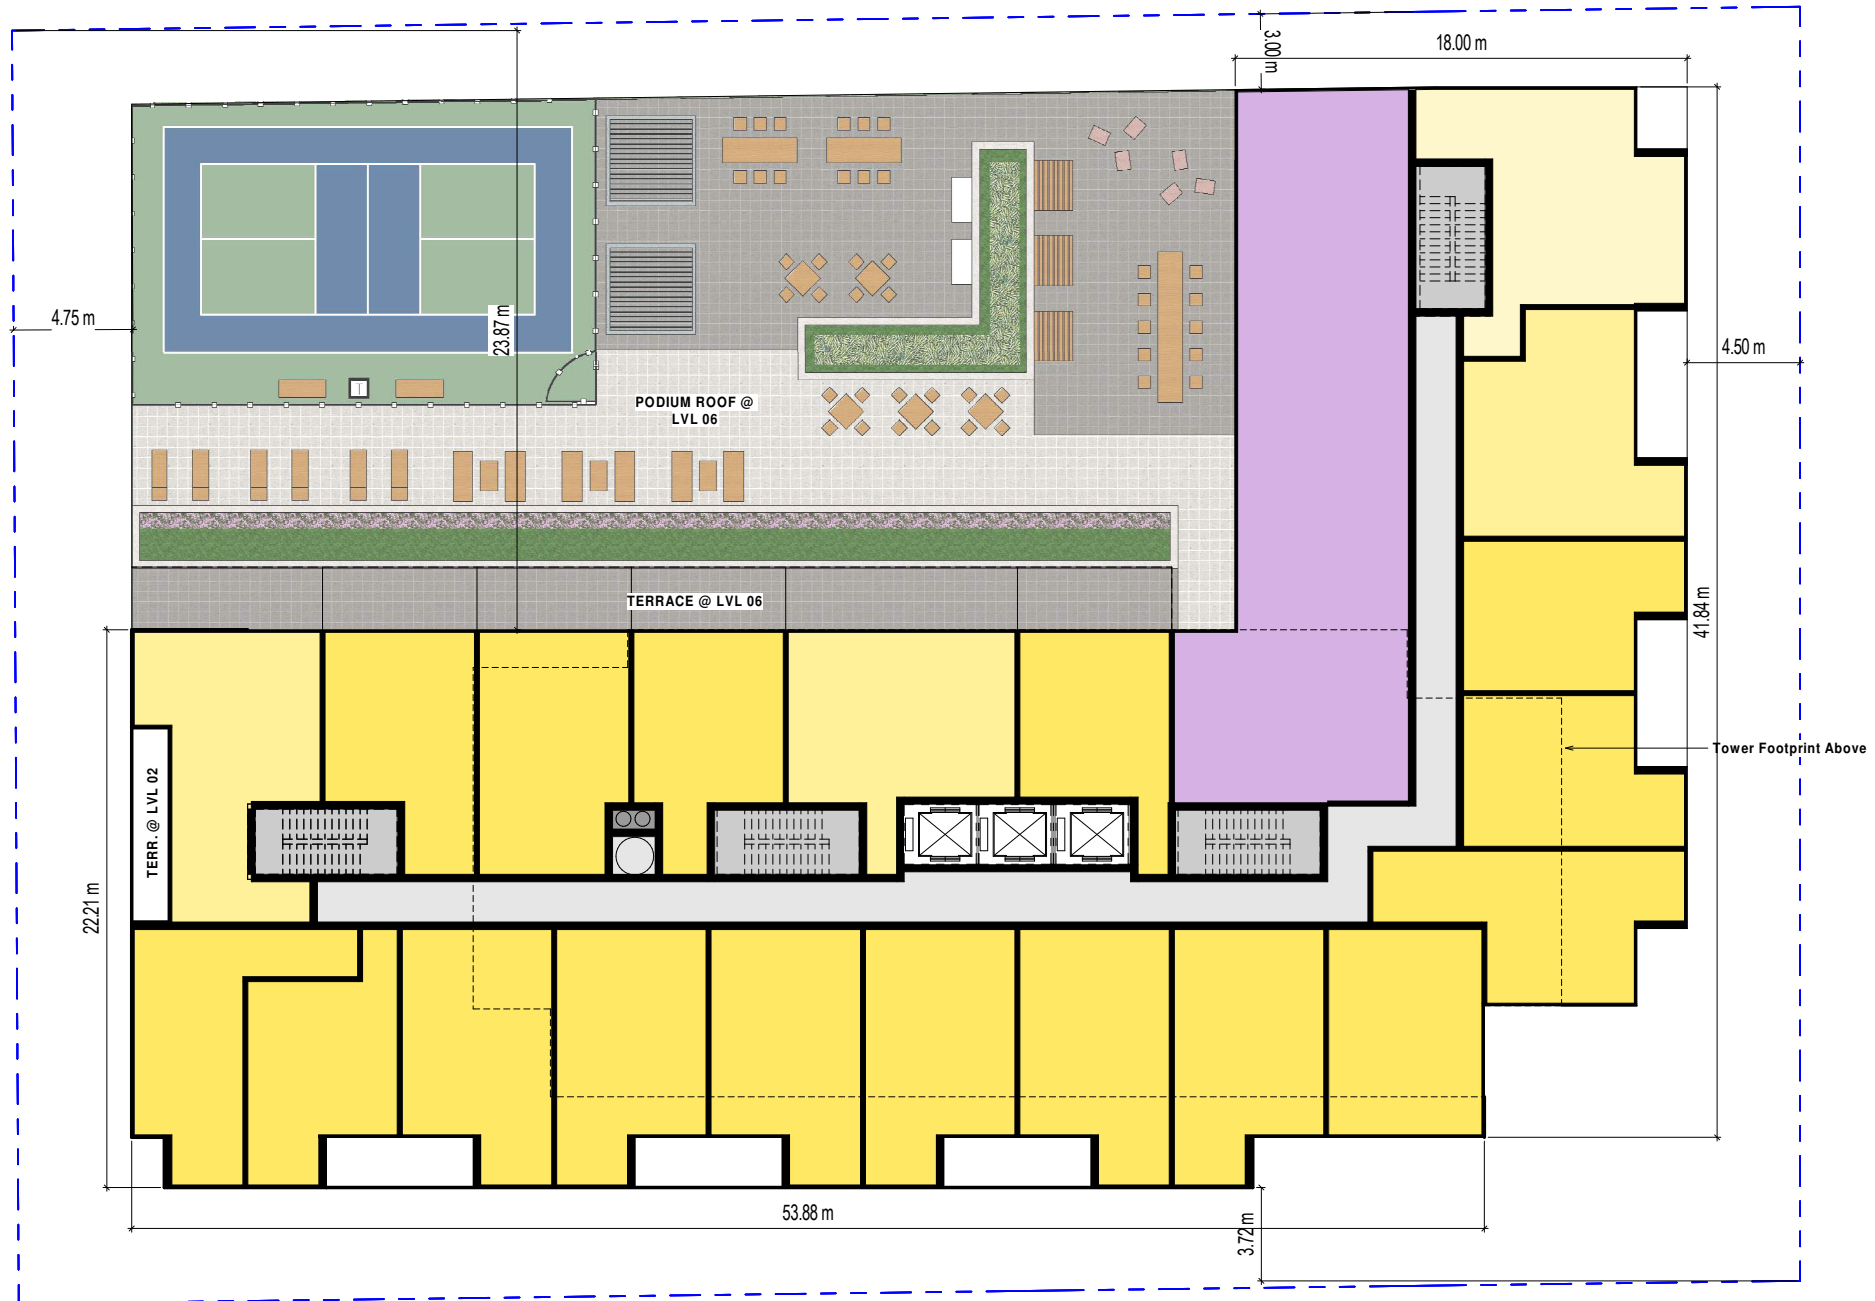 3.00 m
18.00 m
4.75 m
23.87 m
4.50 m
PODIUM ROOF @
LVL 06
TERRACE @ LVL 06
41.84 m
Tower Footprint Above
TERR. @ LVL 02
22.21 m
53.88 m
3.72 m